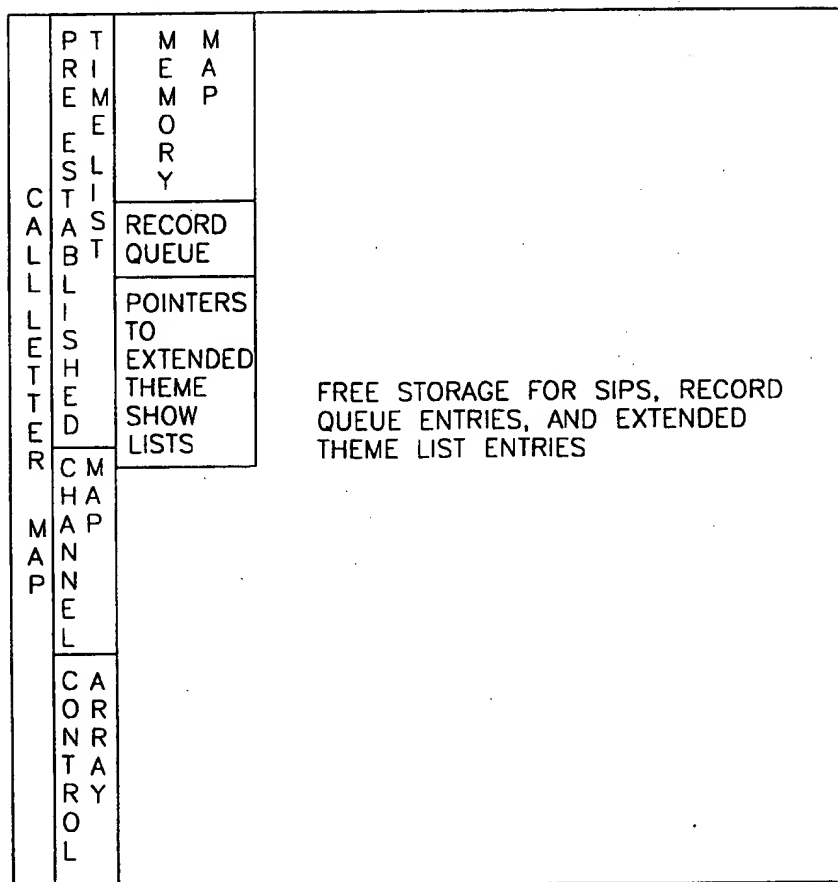 CALL LETTER MAP
PRE ESTABLISHED
TIME LIST
CHANNEL
MAP
CONTROL
ARRAY
MEMORY
MAP
RECORD
QUEUE
POINTERS
TO
EXTENDED
THEME
SHOW
LISTS
FREE STORAGE FOR SIPS, RECORD
QUEUE ENTRIES, AND EXTENDED
THEME LIST ENTRIES